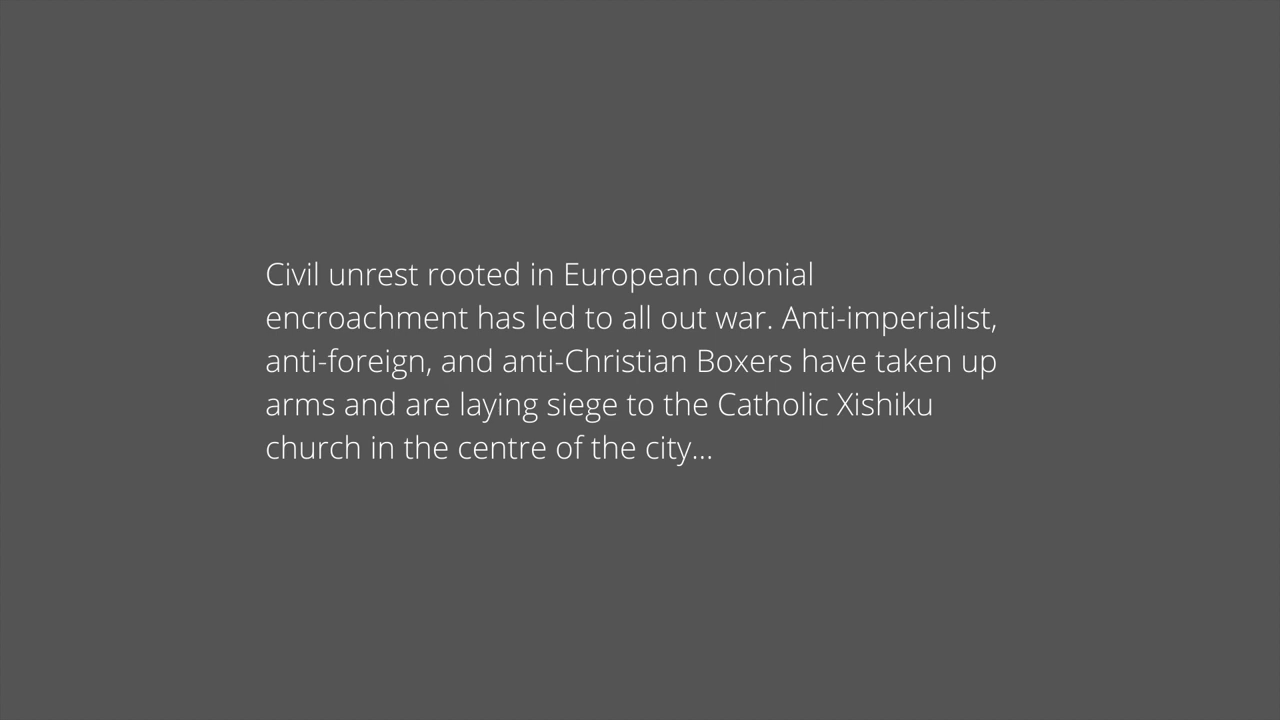 Civil unrest rooted in European colonial
encroachment has led to all out war. Anti-imperialist,
anti-foreign, and anti-Christian Boxers have taken up
arms and are laying siege to the Catholic Xishiku
church in the centre of the city...